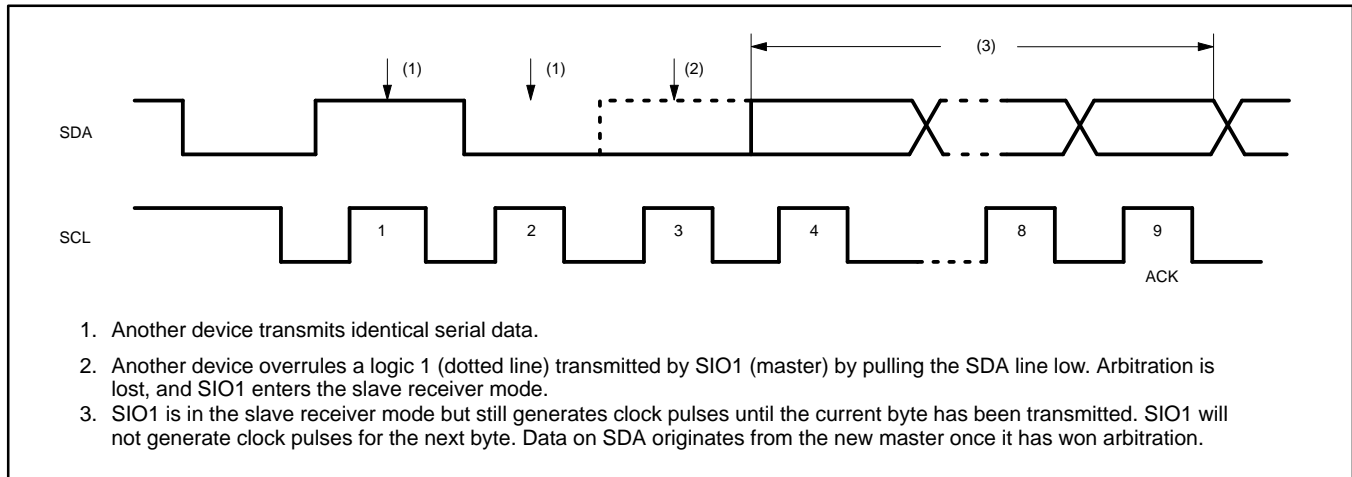 (3)
(1) (1) (2)
SDA
SCL 1 2 3 4 8 9
ACK
1. Another device transmits identical serial data.
2. Another device overrules a logic 1 (dotted line) transmitted by SIO1 (master) by pulling the SDA line low. Arbitration is
lost, and SIO1 enters the slave receiver mode.
3. SIO1 is in the slave receiver mode but still generates clock pulses until the current byte has been transmitted. SIO1 will
not generate clock pulses for the next byte. Data on SDA originates from the new master once it has won arbitration.